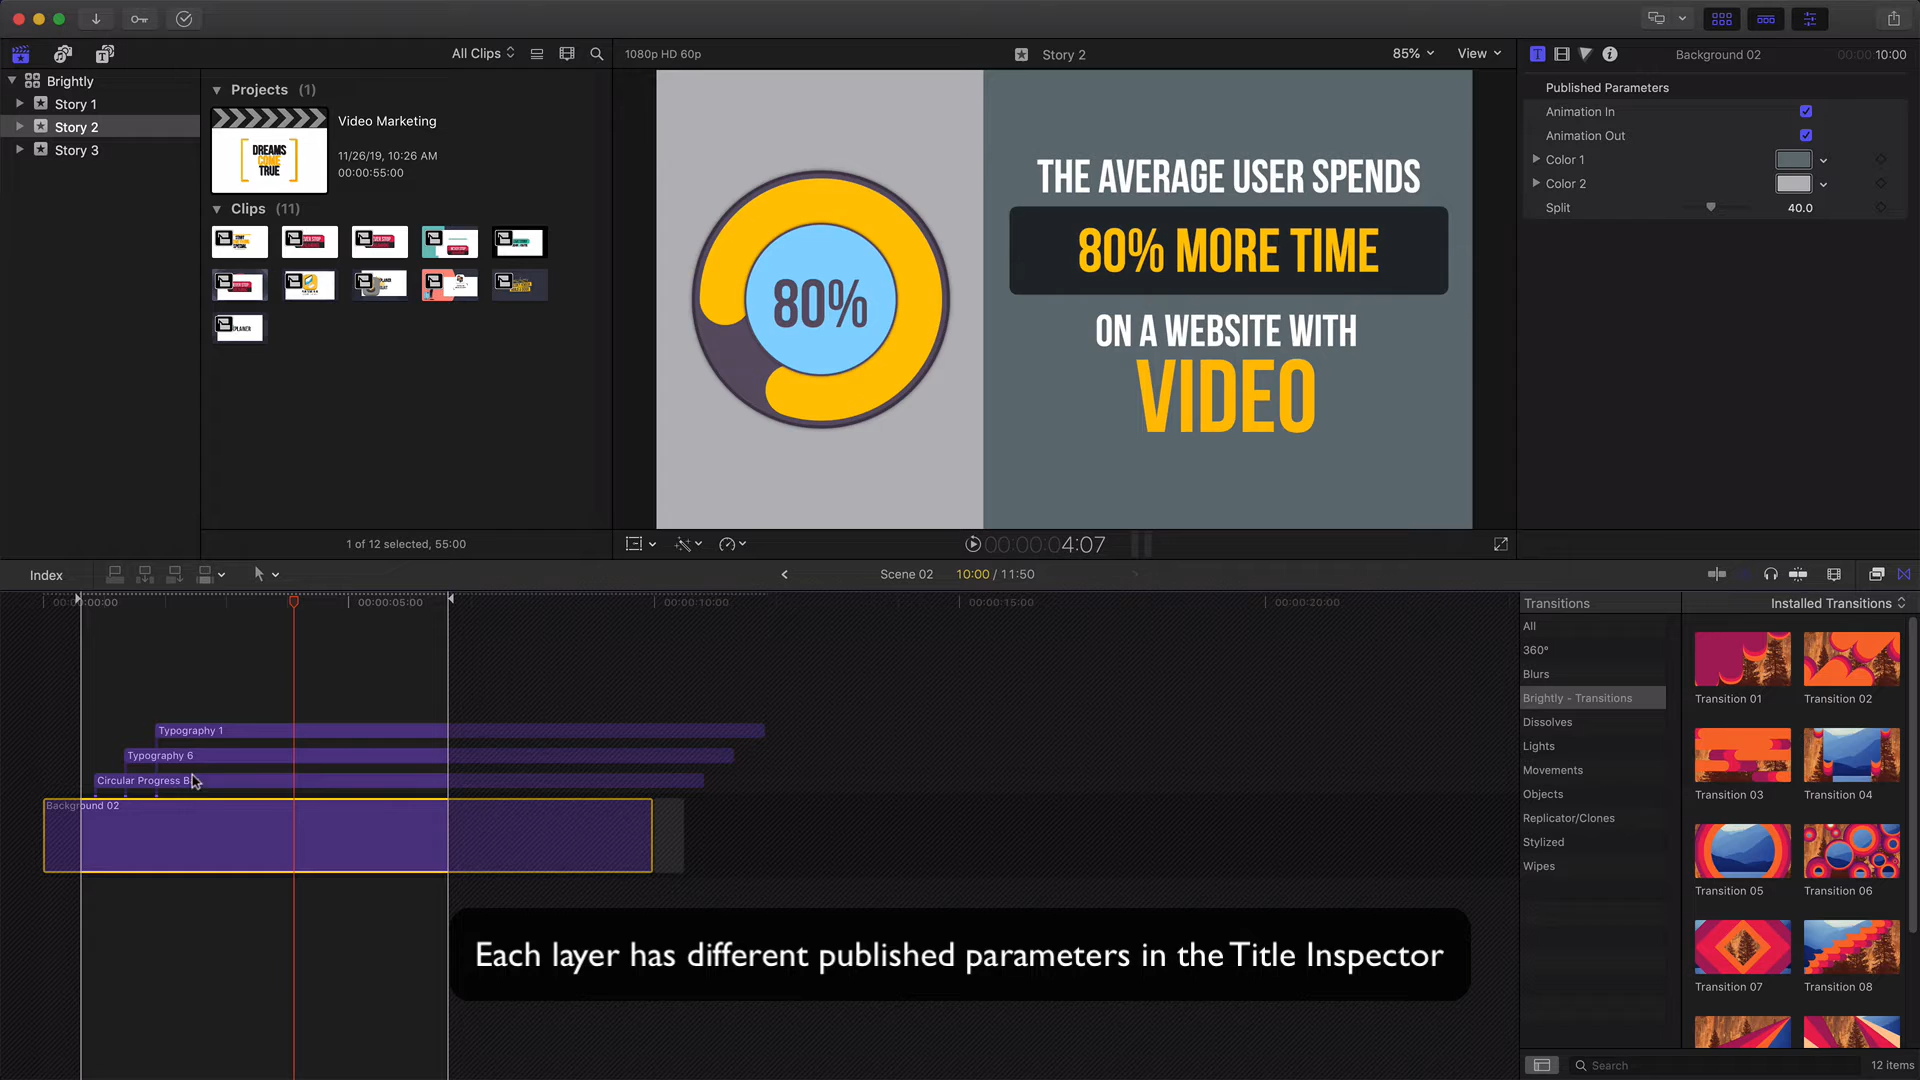 All Clips
1080p HD 60p
Story 2
85%
View
Background 02
00:00:10:00
Brightly
Story 1
Story 2
Story 3
Projects (1)
DREAMS
COME
TRUE
Video Marketing
11/26/19, 10:26 AM
00:00:55:00
Clips (11)
1 of 12 selected, 55:00
THE AVERAGE USER SPENDS
80% MORE TIME
ON A WEBSITE WITH
VIDEO
80%
Published Parameters
Animation In
Animation Out
Color 1
Color 2
Split
40.0
00:00:04:07
Index
Scene 02
10:00 / 11:50
00:00:00:00
00:00:05:00
00:00:10:00
00:00:15:00
00:00:20:00
Typography 1
Typography 6
Circular Progress B
Background 02
Each layer has different published parameters in the Title Inspector
Transitions
Installed Transitions
All
360°
Blurs
Brightly - Transitions
Dissolves
Lights
Movements
Objects
Replicator/Clones
Stylized
Wipes
Transition 01
Transition 02
Transition 03
Transition 04
Transition 05
Transition 06
Transition 07
Transition 08
Search
12 items